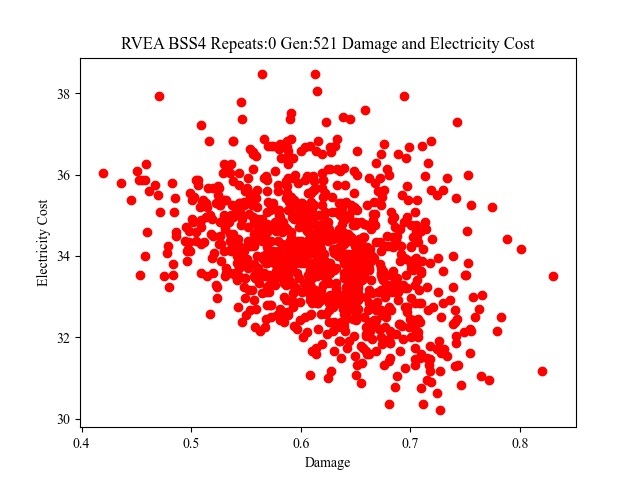 RVEA BSS4 Repeats:0 Gen:521 Damage and Electricity Cost
Electricity Cost
38
36
34
32
30
0.4 0.5 0.6 0.7 0.8
Damage